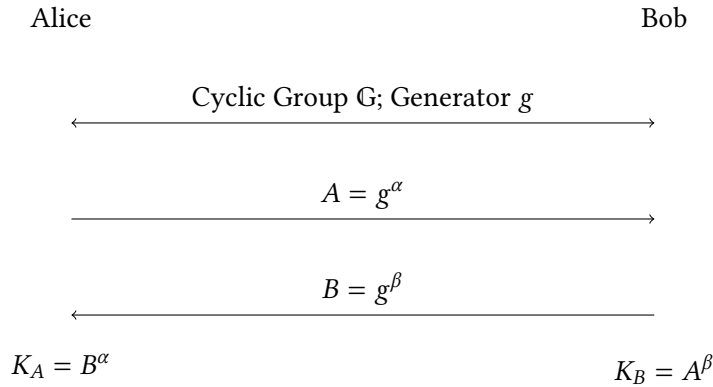 Alice Bob
Cyclic Group 𝔾; Generator g
A = g^α
B = g^β
K_A = B^α K_B = A^β